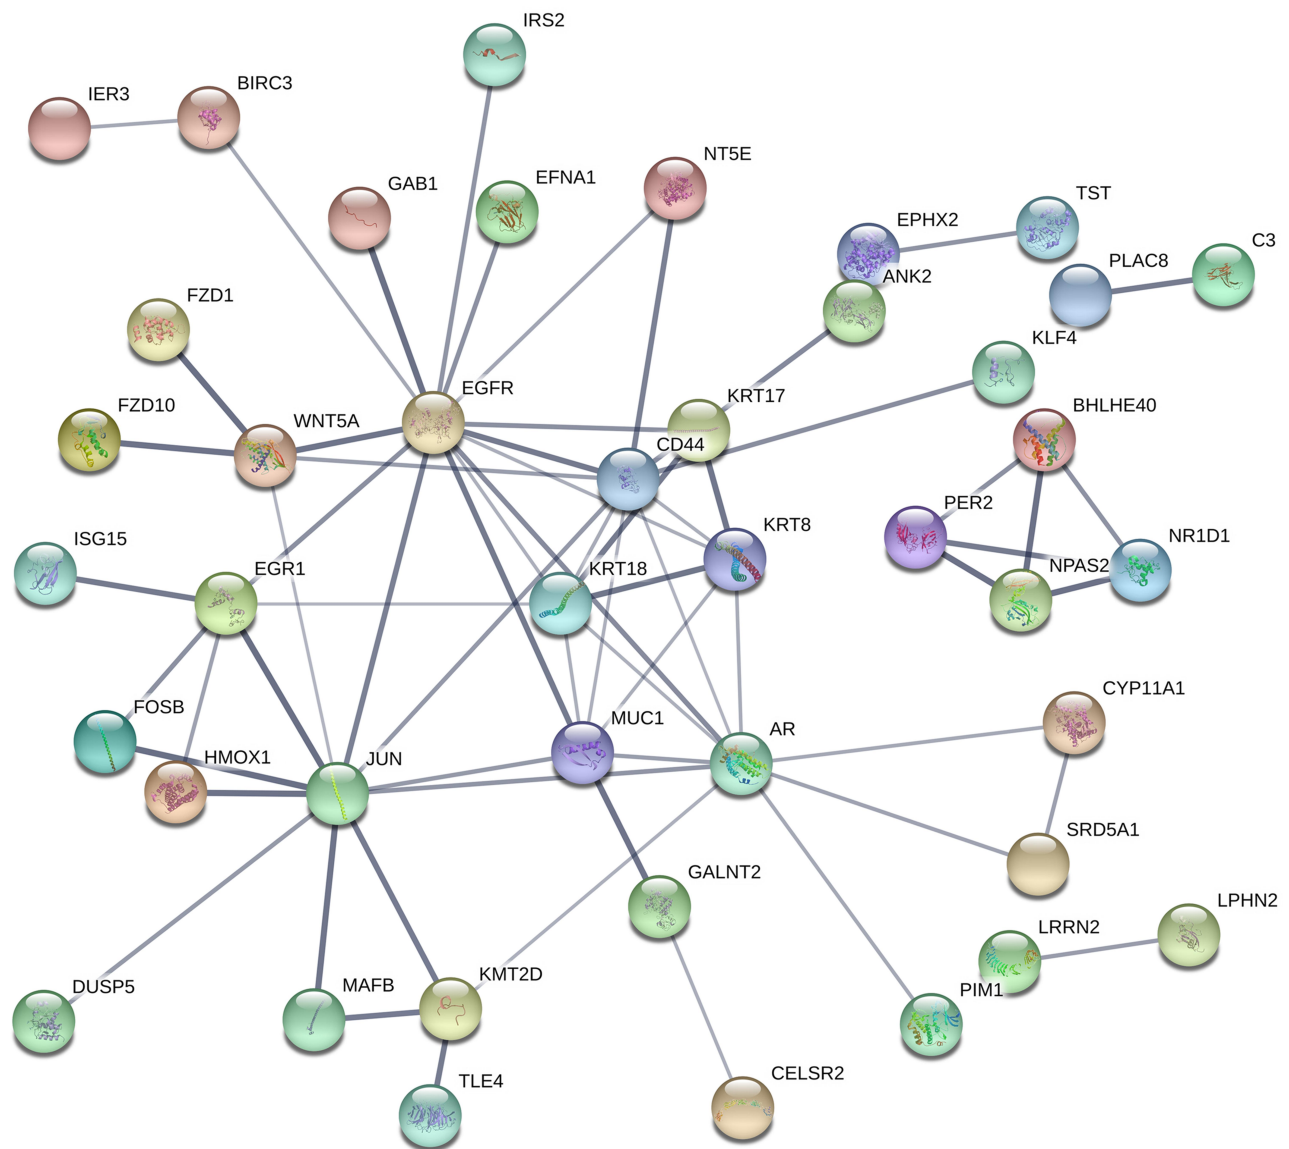 IRS2
IER3
BIRC3
NT5E
GAB1
EFNA1
TST
EPHX2
C3
PLAC8
ANK2
FZD1
KLF4
EGFR
KRT17
FZD10
BHLHE40
WNT5A
CD44
PER2
KRT8
NR1D1
ISG15
NPAS2
EGR1
KRT18
CYP11A1
FOSB
MUC1
AR
HMOX1
JUN
SRD5A1
GALNT2
LPHN2
LRRN2
KMT2D
MAFB
DUSP5
PIM1
CELSR2
TLE4